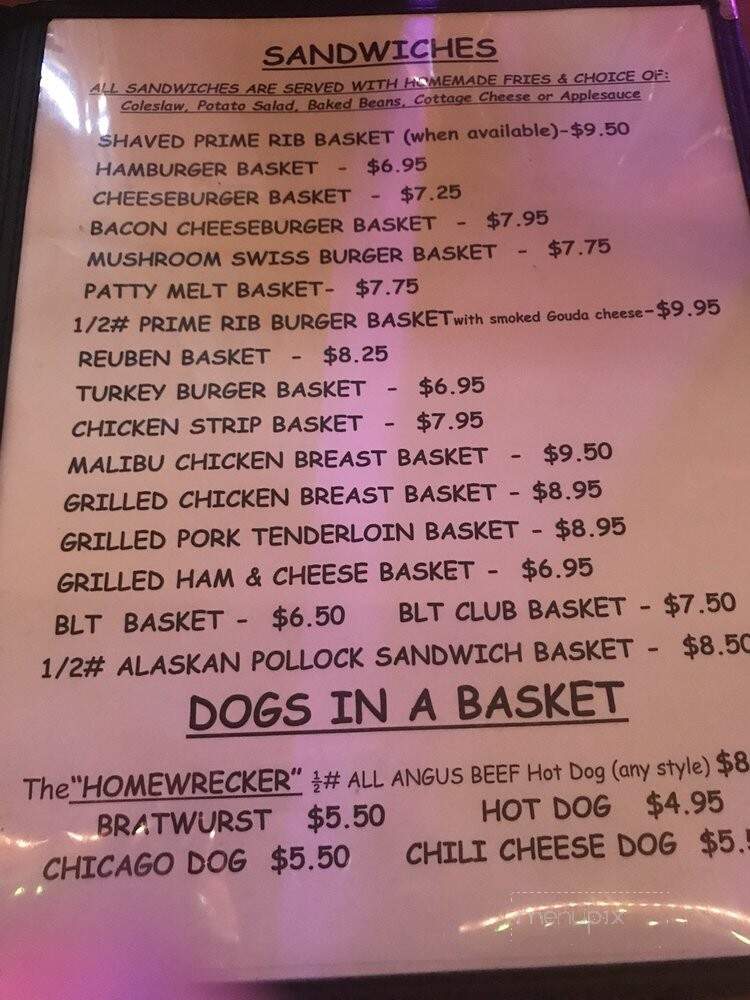 SANDWICHES
ALL SANDWICHES ARE SERVED WITH HOMEMADE FRIES & CHOICE OF:
Coleslaw, Potato Salad, Baked Beans, Cottage Cheese or Applesauce
SHAVED PRIME RIB BASKET (when available)-$9.50
HAMBURGER BASKET - $6.95
CHEESEBURGER BASKET - $7.25
BACON CHEESEBURGER BASKET - $7.95
MUSHROOM SWISS BURGER BASKET - $7.75
PATTY MELT BASKET- $7.75
1/2# PRIME RIB BURGER BASKET with smoked Gouda cheese-$9.95
REUBEN BASKET - $8.25
TURKEY BURGER BASKET - $6.95
CHICKEN STRIP BASKET - $7.95
MALIBU CHICKEN BREAST BASKET - $9.50
GRILLED CHICKEN BREAST BASKET - $8.95
GRILLED PORK TENDERLOIN BASKET - $8.95
GRILLED HAM & CHEESE BASKET - $6.95
BLT BASKET - $6.50 BLT CLUB BASKET - $7.50
1/2# ALASKAN POLLOCK SANDWICH BASKET - $8.50
DOGS IN A BASKET
The "HOMEWRECKER" ½# ALL ANGUS BEEF Hot Dog (any style) $8
BRATWURST $5.50 HOT DOG $4.95
CHICAGO DOG $5.50 CHILI CHEESE DOG $5.
menupix